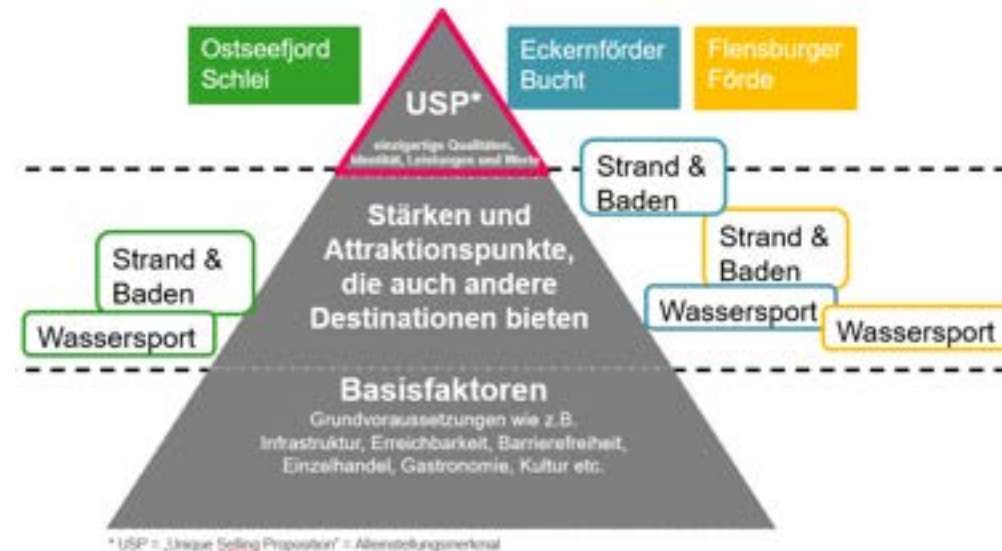 Ostseefjord
Schlei
Eckernförder
Bucht
Flensburger
Förde
USP*
einzigartige Qualitäten,
Identität, Leistungen und Werte
Strand &
Baden
Stärken und
Attraktionspunkte,
die auch andere
Destinationen bieten
Strand &
Baden
Strand &
Baden
Wassersport
Wassersport
Wassersport
Basisfaktoren
Grundvoraussetzungen wie z.B.
Infrastruktur, Erreichbarkeit, Barrierefreiheit,
Einzelhandel, Gastronomie, Kultur etc.
* USP = „Unique Selling Proposition" = Alleinstellungsmerkmal